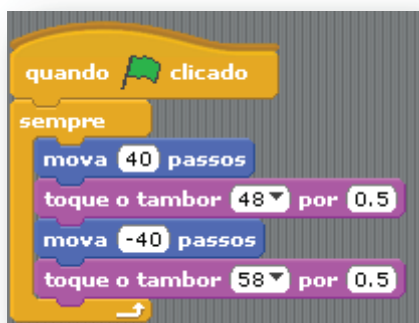 quando clicado
sempre
mova 40 passos
toque o tambor 48 por 0.5
mova -40 passos
toque o tambor 58 por 0.5